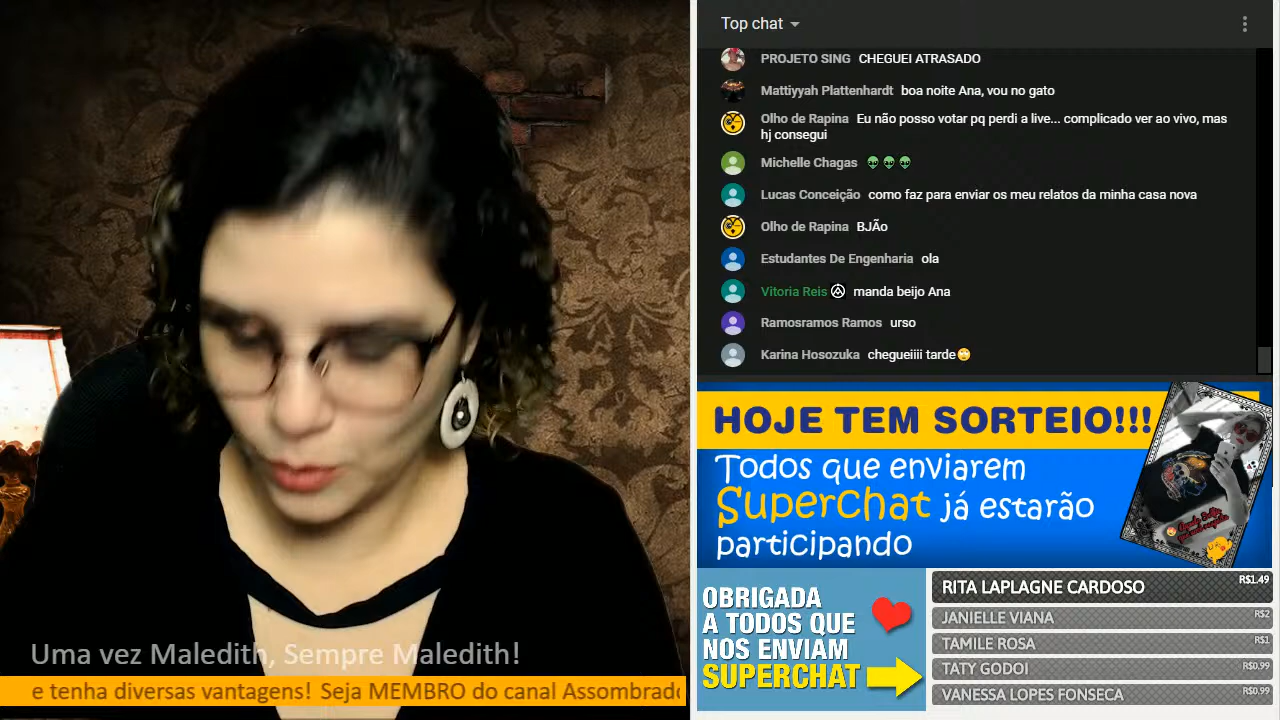 Top chat
PROJETO SING CHEGUEI ATRASADO
Mattiyyah Plattenhardt boa noite Ana, vou no gato
Olho de Rapina Eu não posso votar pq perdi a live... complicado ver ao vivo, mas
hj consegui
Michelle Chagas 👽👽👽
Lucas Conceição como faz para enviar os meu relatos da minha casa nova
Olho de Rapina BJÃo
Estudantes De Engenharia ola
Vitoria Reis manda beijo Ana
Ramosramos Ramos urso
Karina Hosozuka chegueiiii tarde🙄
HOJE TEM SORTEIO!!!
Todos que enviarem
Superchat já estarão
participando
OBRIGADA
A TODOS QUE
NOS ENVIAM
SUPERCHAT
RITA LAPLAGNE CARDOSO R$1.49
JANIELLE VIANA R$2
TAMILE ROSA R$1
TATY GODOI R$0.99
VANESSA LOPES FONSECA R$0.99
Uma vez Maledith, Sempre Maledith!
e tenha diversas vantagens! Seja MEMBRO do canal Assombrado